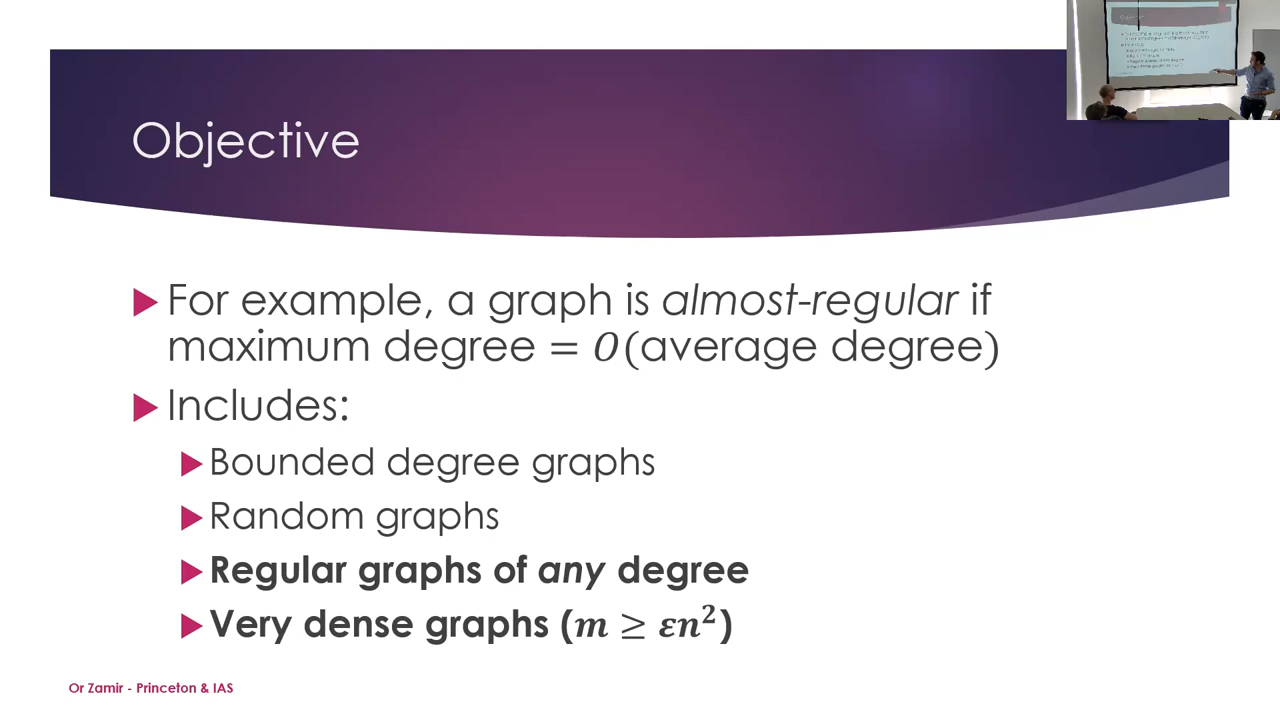 Objective
For example, a graph is almost-regular if
maximum degree = O(average degree)
Includes:
Bounded degree graphs
Random graphs
Regular graphs of any degree
Very dense graphs (m ≥ εn²)
Or Zamir - Princeton & IAS